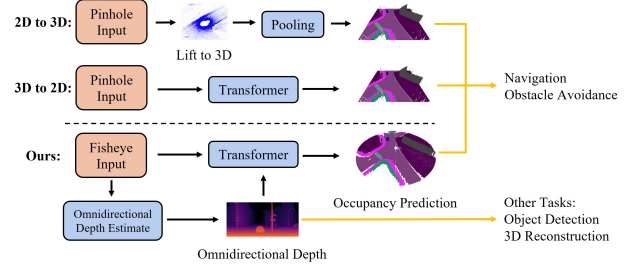 2D to 3D:
Pinhole
Input
Lift to 3D
Pooling
3D to 2D:
Pinhole
Input
Transformer
Navigation
Obstacle Avoidance
Ours:
Fisheye
Input
Transformer
Occupancy Prediction
Omnidirectional
Depth Estimate
Omnidirectional Depth
Other Tasks:
Object Detection
3D Reconstruction